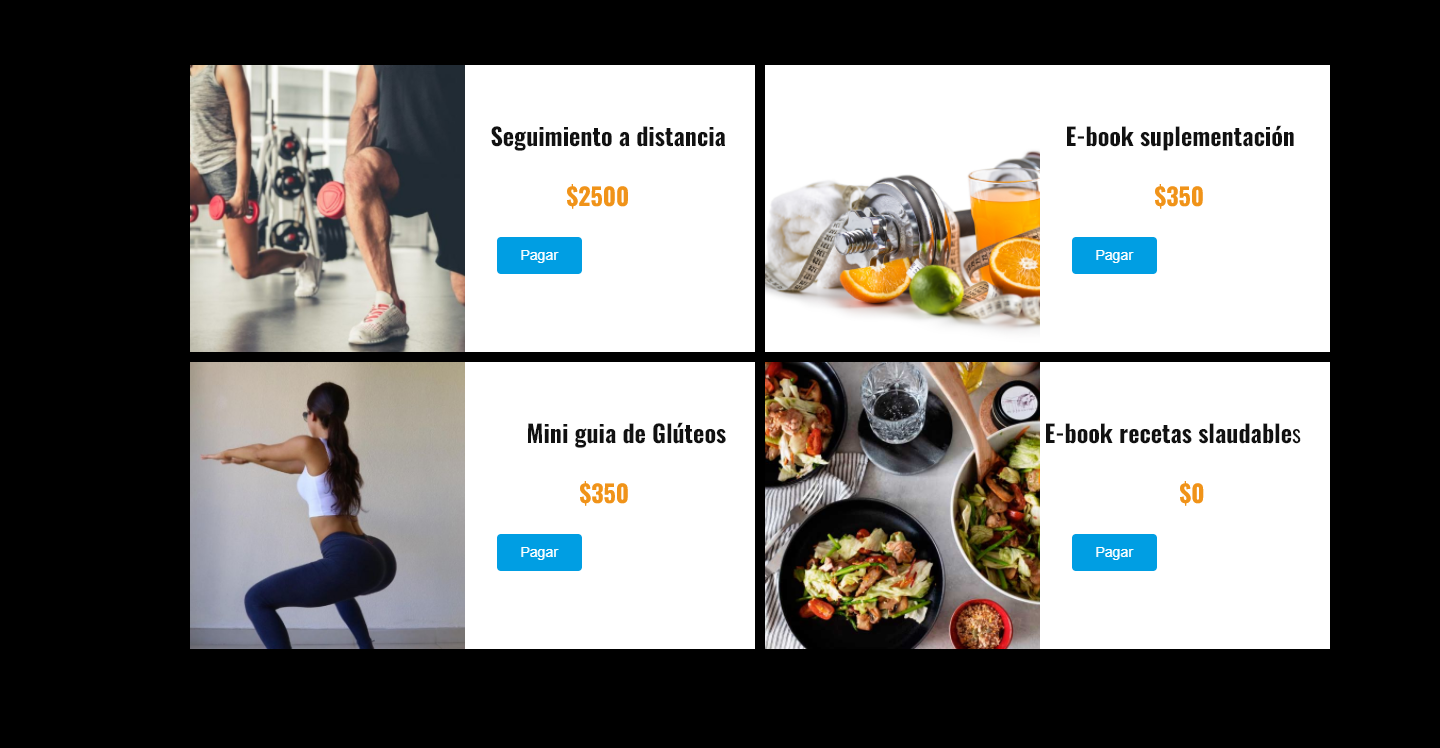 Seguimiento a distancia
$2500
Pagar
E-book suplementación
$350
Pagar
Mini guia de Glúteos
$350
Pagar
E-book recetas slaudables
$0
Pagar